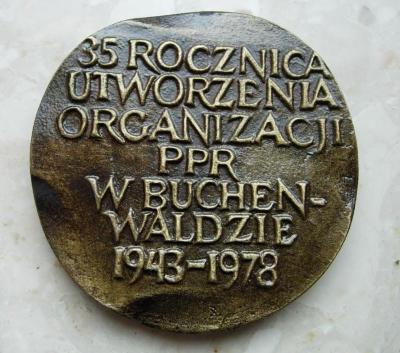 35 ROCZNICA
UTWORZENIA
ORGANIZACJI
PPR
W BUCHEN-
WALDZIE
1943-1978